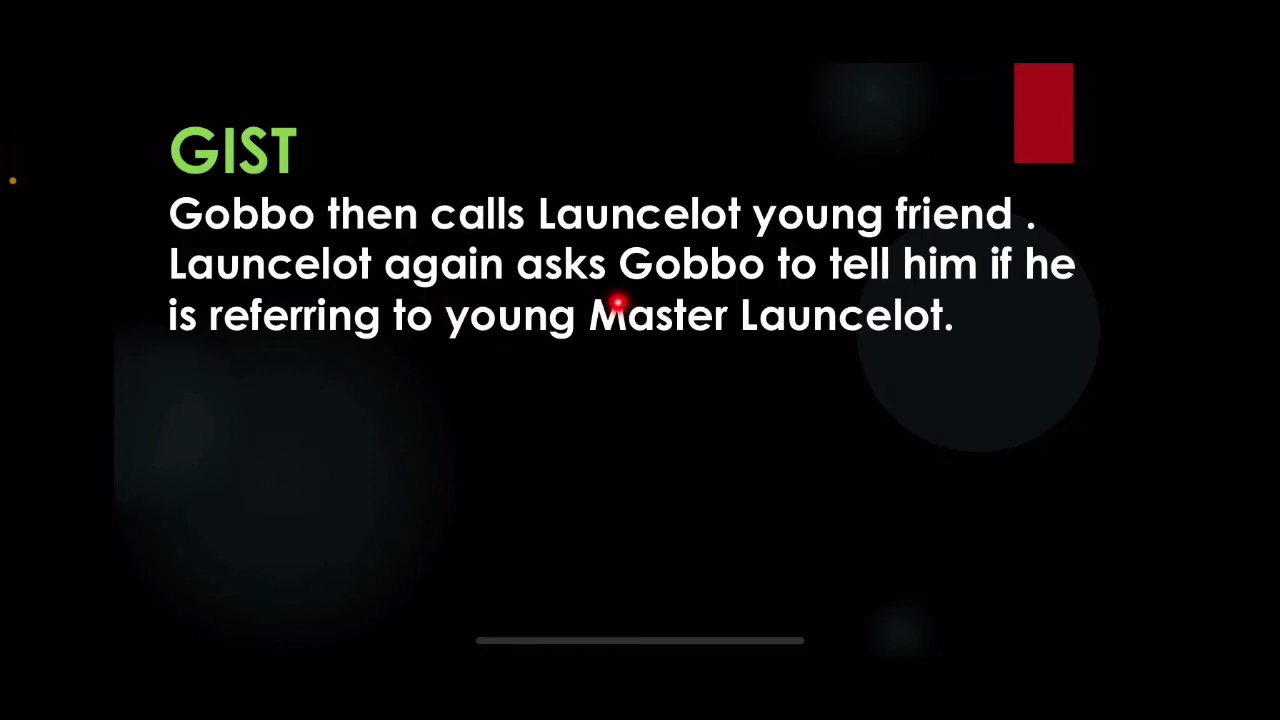 GIST
Gobbo then calls Launcelot young friend .
Launcelot again asks Gobbo to tell him if he
is referring to young Master Launcelot.